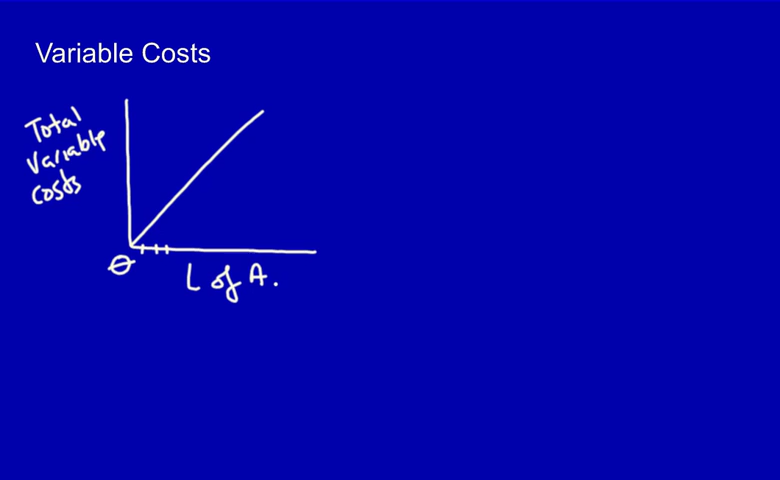 Variable Costs
Total
Variable
Costs
0
L of A.